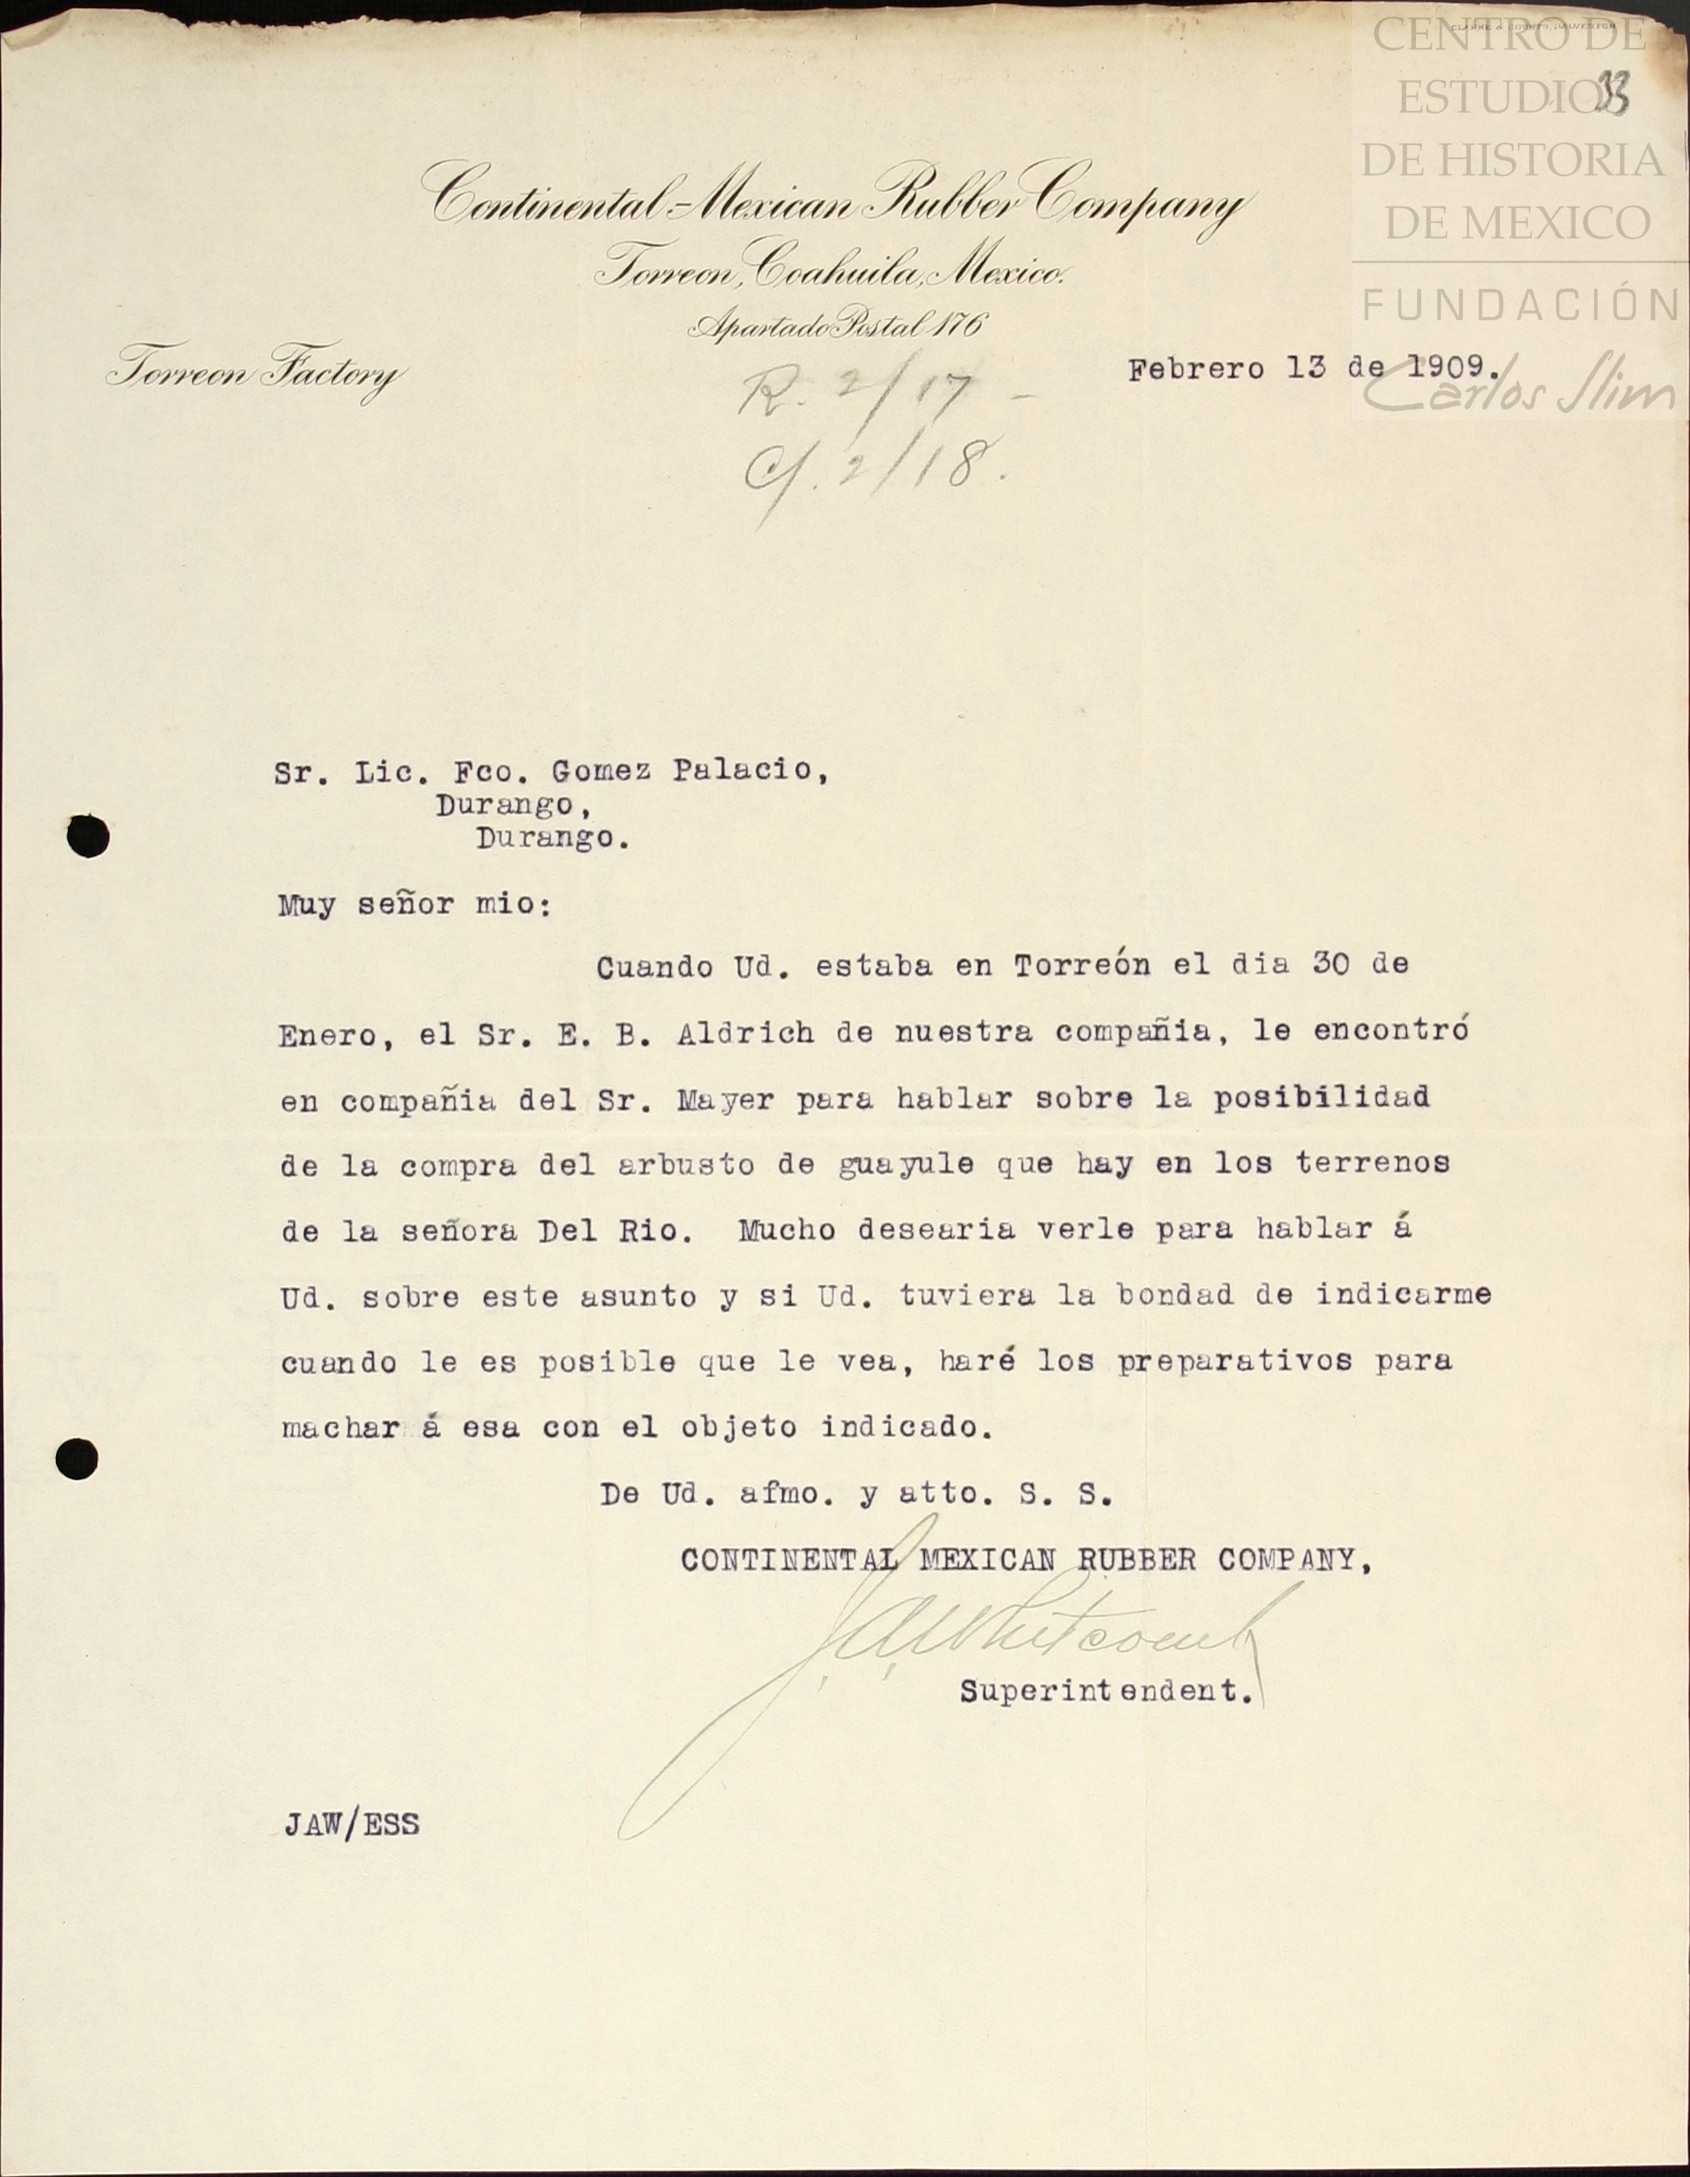 CENTRO DE
ESTUDIOS
DE HISTORIA
DE MEXICO
FUNDACIÓN
Carlos Slim
33
Continental-Mexican Rubber Company
Torreon, Coahuila, Mexico.
Apartado Postal 176
Torreon Factory
Febrero 13 de 1909.
R. 2/17 -
C/. 2/18.
Sr. Lic. Fco. Gomez Palacio,
Durango,
Durango.
Muy señor mio:
Cuando Ud. estaba en Torreón el dia 30 de
Enero, el Sr. E. B. Aldrich de nuestra compañia, le encontró
en compañia del Sr. Mayer para hablar sobre la posibilidad
de la compra del arbusto de guayule que hay en los terrenos
de la señora Del Rio. Mucho desearia verle para hablar á
Ud. sobre este asunto y si Ud. tuviera la bondad de indicarme
cuando le es posible que le vea, haré los preparativos para
machar á esa con el objeto indicado.
De Ud. afmo. y atto. S. S.
CONTINENTAL MEXICAN RUBBER COMPANY,
J. A. Whitcomb
Superintendent.
JAW/ESS